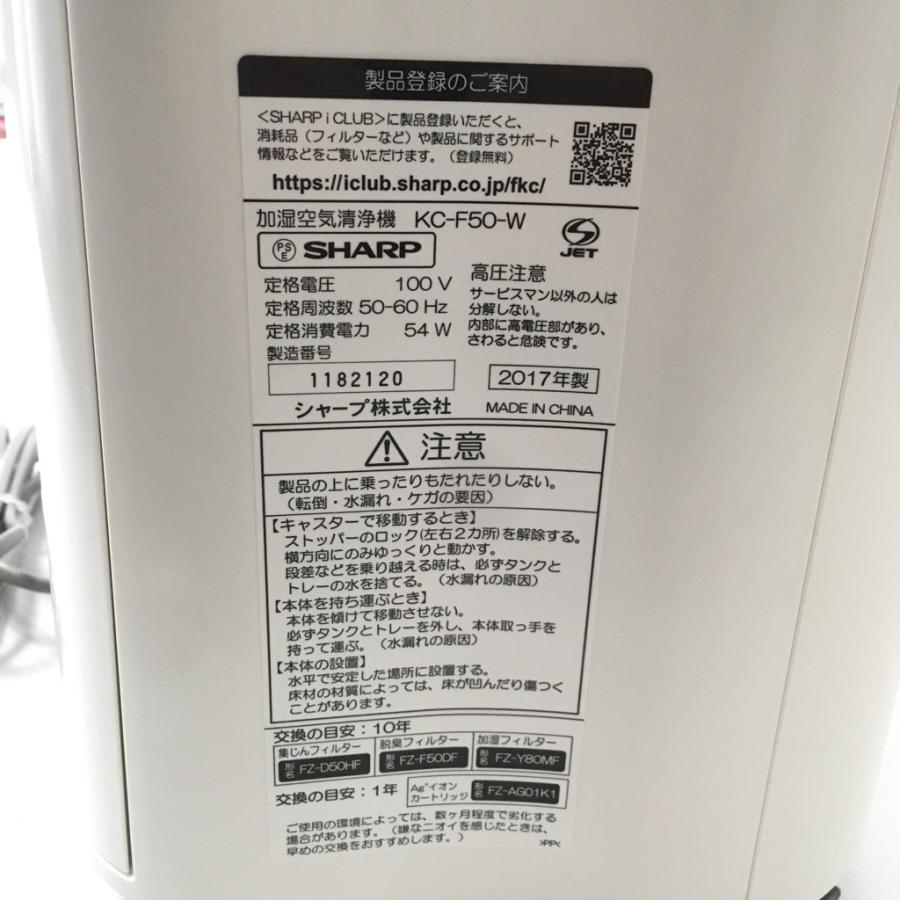 製品登録のご案内
<SHARP i CLUB>に製品登録いただくと、
消耗品（フィルターなど）や製品に関するサポート
情報などをご覧いただけます。（登録無料）
https://iclub.sharp.co.jp/fkc/
加湿空気清浄機 KC-F50-W
PSE SHARP
JET
定格電圧 100 V
定格周波数 50-60 Hz
定格消費電力 54 W
製造番号
1182120
シャープ株式会社
高圧注意
サービスマン以外の人は
分解しない。
内部に高電圧部があり、
さわると危険です。
2017年製
MADE IN CHINA
注意
製品の上に乗ったりもたれたりしない。
（転倒・水漏れ・ケガの要因）
【キャスターで移動するとき】
ストッパーのロック(左右２カ所)を解除する。
横方向にのみゆっくりと動かす。
段差などを乗り越える時は、必ずタンクと
トレーの水を捨てる。（水漏れの原因）
【本体を持ち運ぶとき】
本体を傾けて移動させない。
必ずタンクとトレーを外し、本体取っ手を
持って運ぶ。（水漏れの原因）
【本体の設置】
水平で安定した場所に設置する。
床材の材質によっては、床が凹んだり傷つく
ことがあります。
交換の目安：10年
集じんフィルター
形名 FZ-D50HF
脱臭フィルター
形名 FZ-F50DF
加湿フィルター
形名 FZ-Y80MF
交換の目安：1年
Ag⁺イオン
カートリッジ
形名 FZ-AG01K1
ご使用の環境によっては、数ヶ月程度で劣化する
場合があります。（嫌なニオイを感じたときは、
早めの交換をおすすめします。）
>PP<